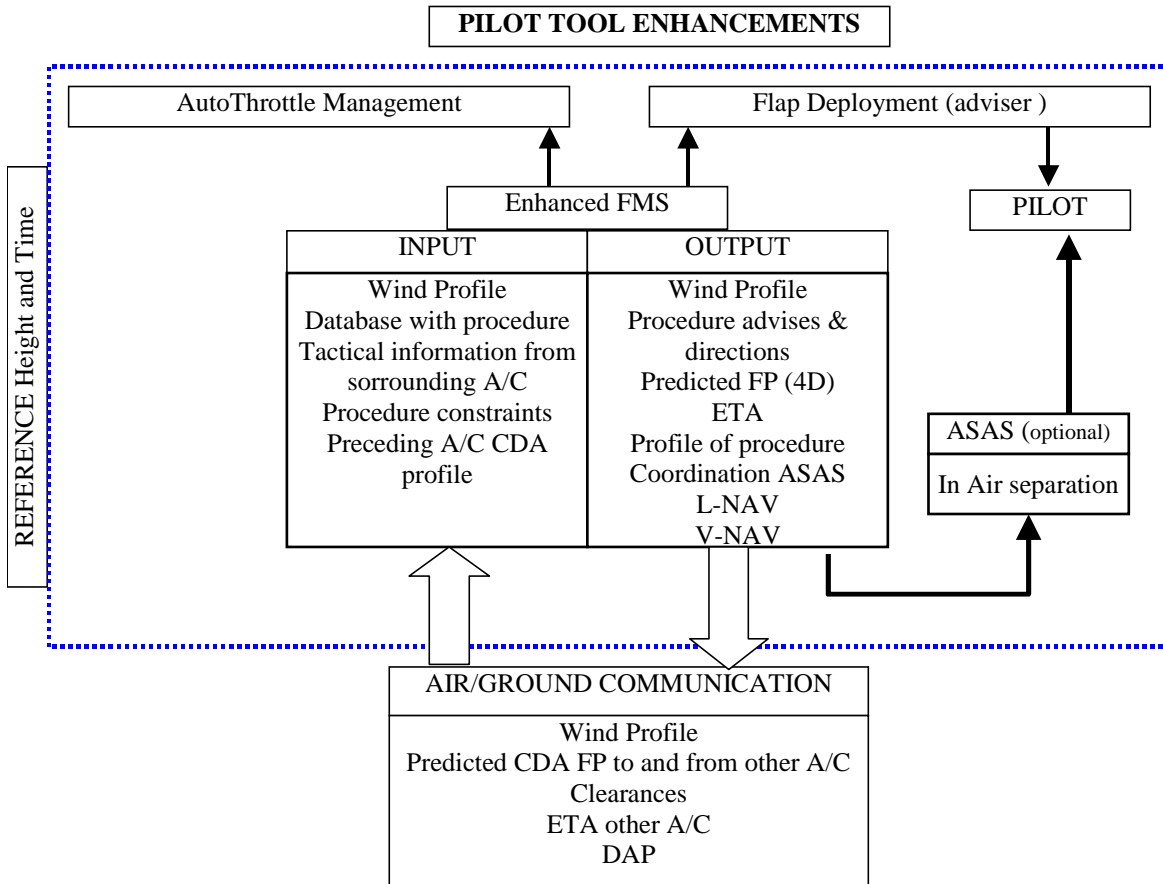 PILOT TOOL ENHANCEMENTS
AutoThrottle Management
Flap Deployment (adviser )
REFERENCE Height and Time
Enhanced FMS
PILOT
INPUT
Wind Profile
Database with procedure
Tactical information from
sorrounding A/C
Procedure constraints
Preceding A/C CDA
profile
OUTPUT
Wind Profile
Procedure advises &
directions
Predicted FP (4D)
ETA
Profile of procedure
Coordination ASAS
L-NAV
V-NAV
ASAS (optional)
In Air separation
AIR/GROUND COMMUNICATION
Wind Profile
Predicted CDA FP to and from other A/C
Clearances
ETA other A/C
DAP